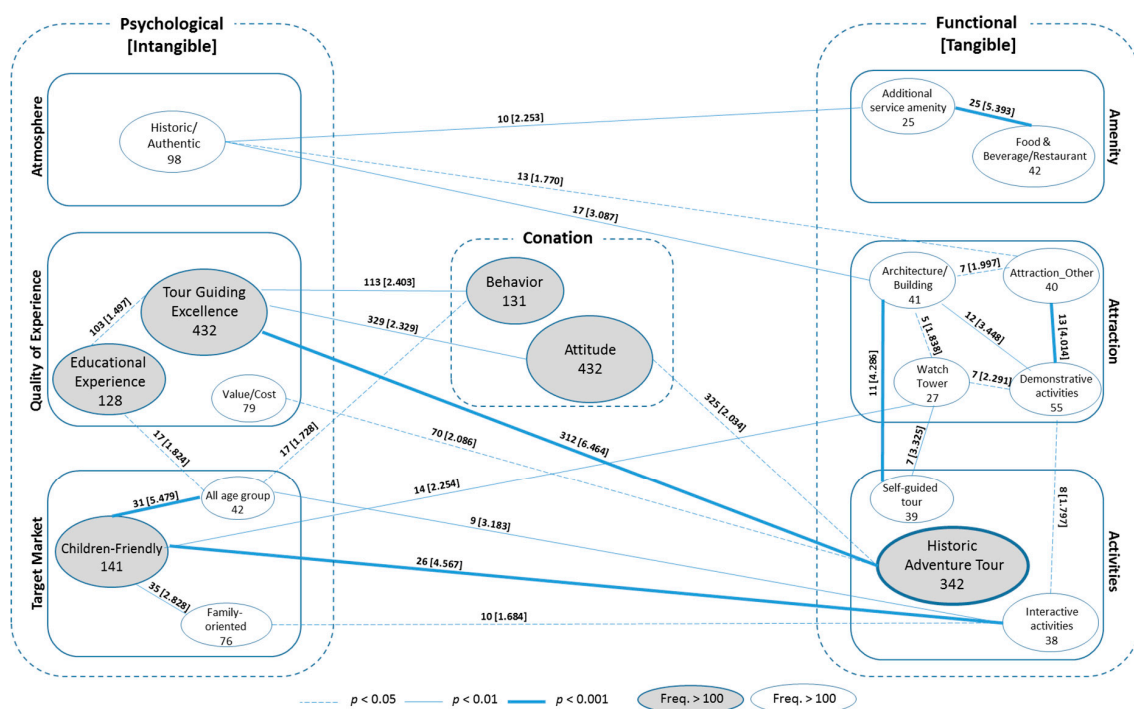 Psychological
[Intangible]
Functional
[Tangible]
Atmosphere
Historic/
Authentic
98
10 [2.253]
13 [1.770]
17 [3.087]
Additional
service amenity
25
25 [5.393]
Food &
Beverage/Restaurant
42
Amenity
Quality of Experience
Tour Guiding
Excellence
432
103 [1.497]
Educational
Experience
128
Value/Cost
79
Conation
Behavior
131
Attitude
432
113 [2.403]
329 [2.329]
325 [2.034]
312 [6.464]
70 [2.086]
17 [1.824]
17 [1.728]
Architecture/
Building
41
7 [1.997]
Attraction_Other
40
5 [1.838]
12 [3.448]
13 [4.014]
Watch
Tower
27
7 [2.291]
Demonstrative
activities
55
11 [4.286]
7 [3.325]
8 [1.797]
Attraction
Target Market
All age group
42
31 [5.479]
Children-Friendly
141
35 [2.828]
Family-
oriented
76
14 [2.254]
9 [3.183]
26 [4.567]
10 [1.684]
Self-guided
tour
39
Historic
Adventure Tour
342
Interactive
activities
38
Activities
p < 0.05
p < 0.01
p < 0.001
Freq. > 100
Freq. > 100